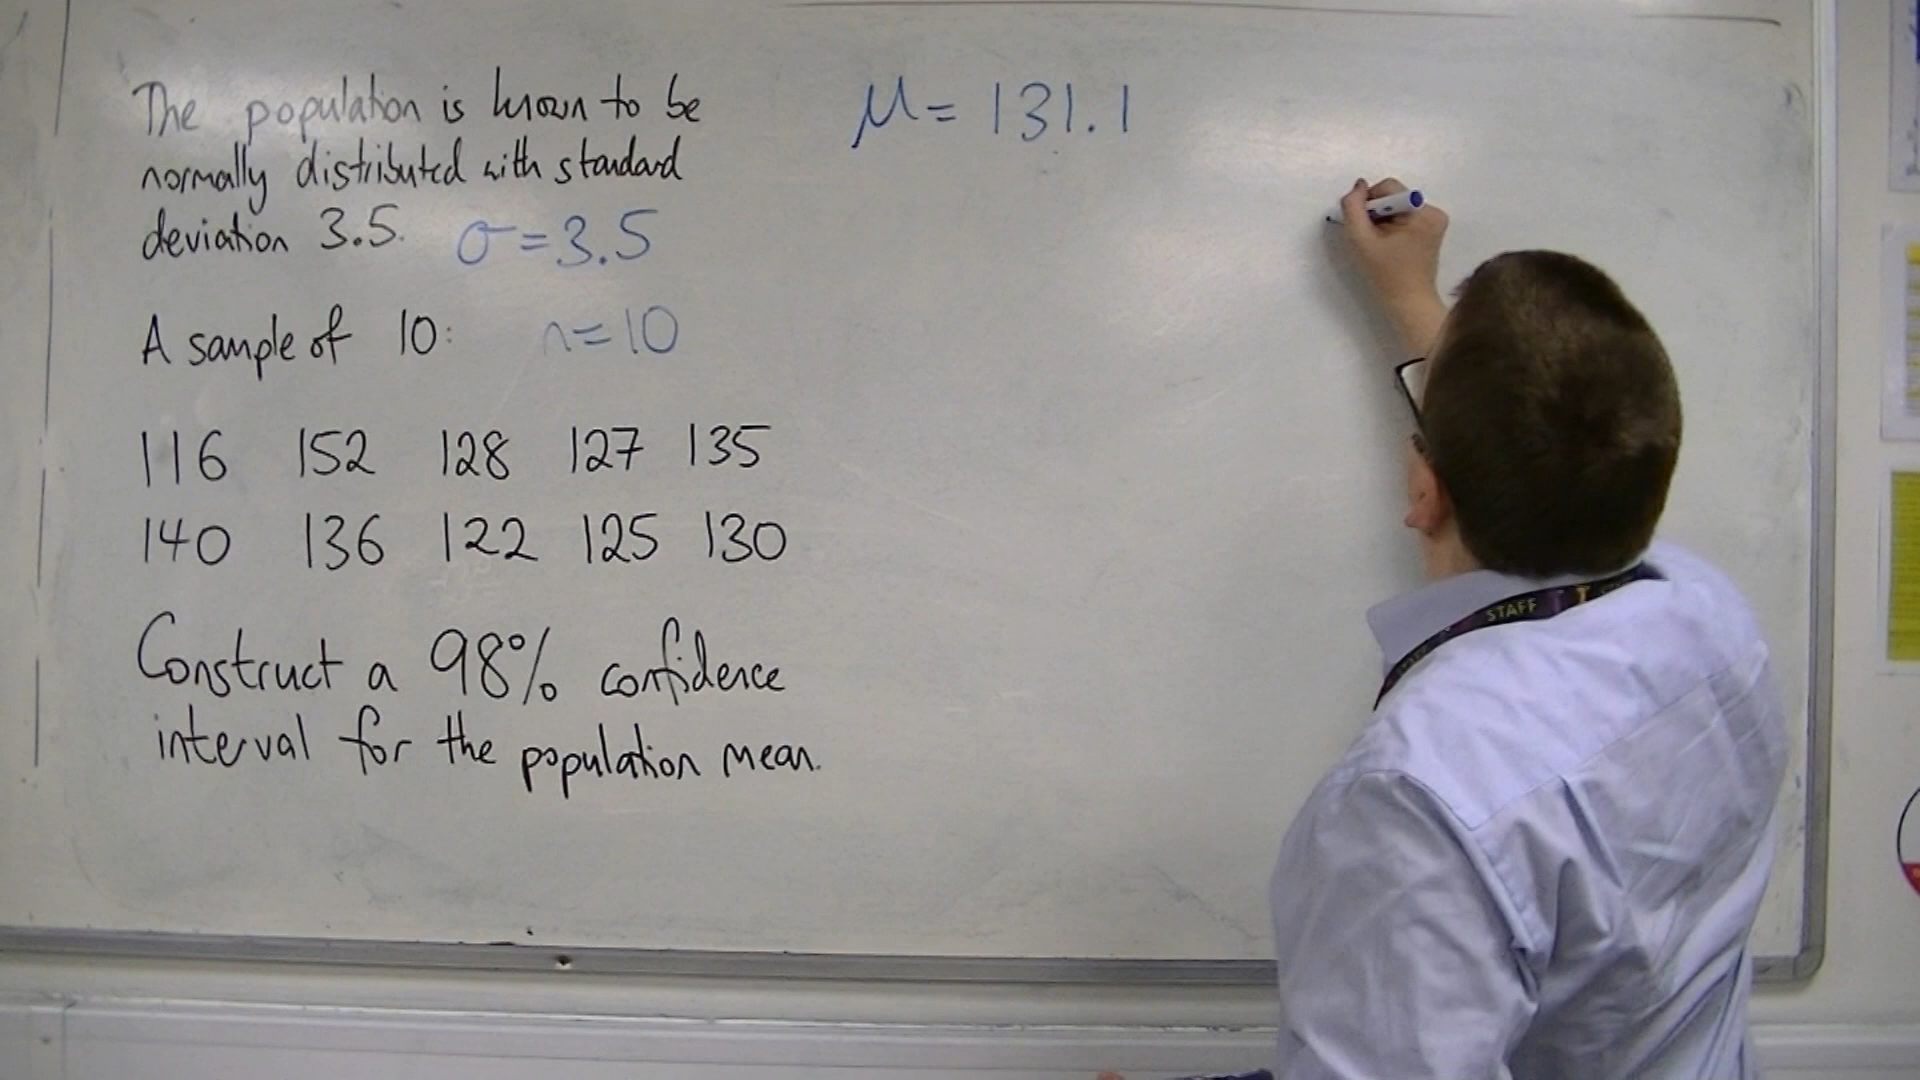 The population is known to be
normally distributed with standard
deviation 3.5. σ=3.5
A sample of 10: n=10
116 152 128 127 135
140 136 122 125 130
Construct a 98% confidence
interval for the population mean.
μ= 131.1
STAFF